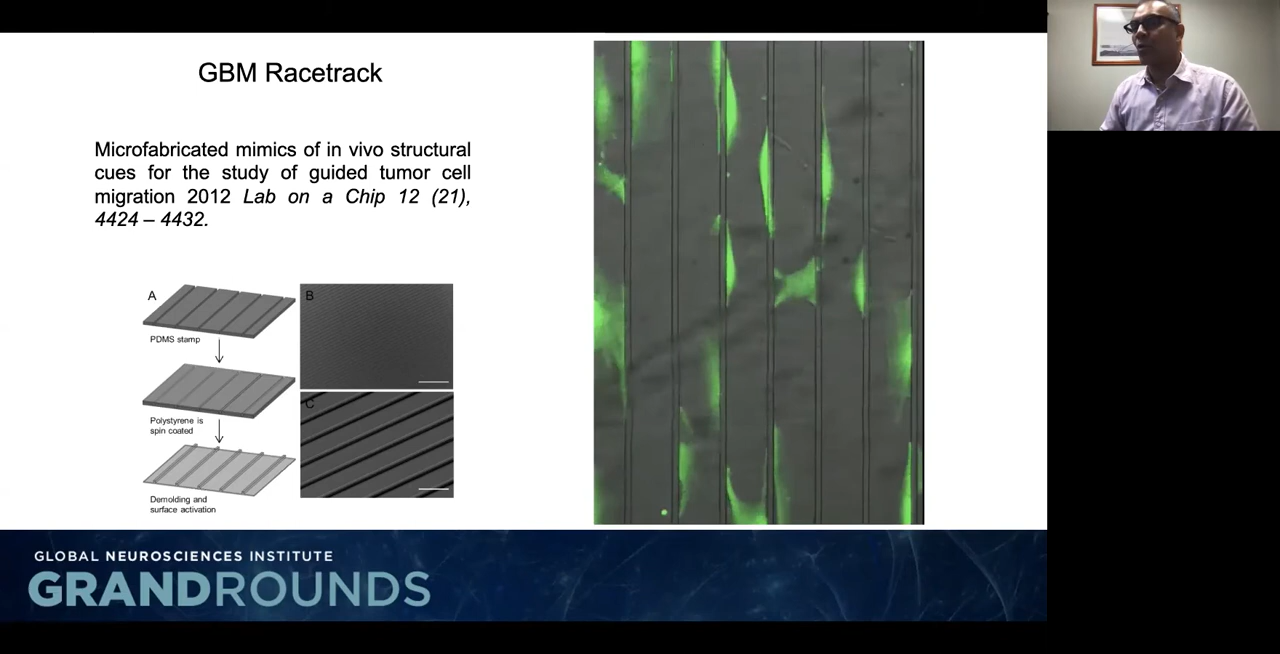 GBM Racetrack
Microfabricated mimics of in vivo structural
cues for the study of guided tumor cell
migration 2012 Lab on a Chip 12 (21),
4424 – 4432.
A
PDMS stamp
Polystyrene is
spin coated
Demolding and
surface activation
B
C
GLOBAL NEUROSCIENCES INSTITUTE
GRANDROUNDS